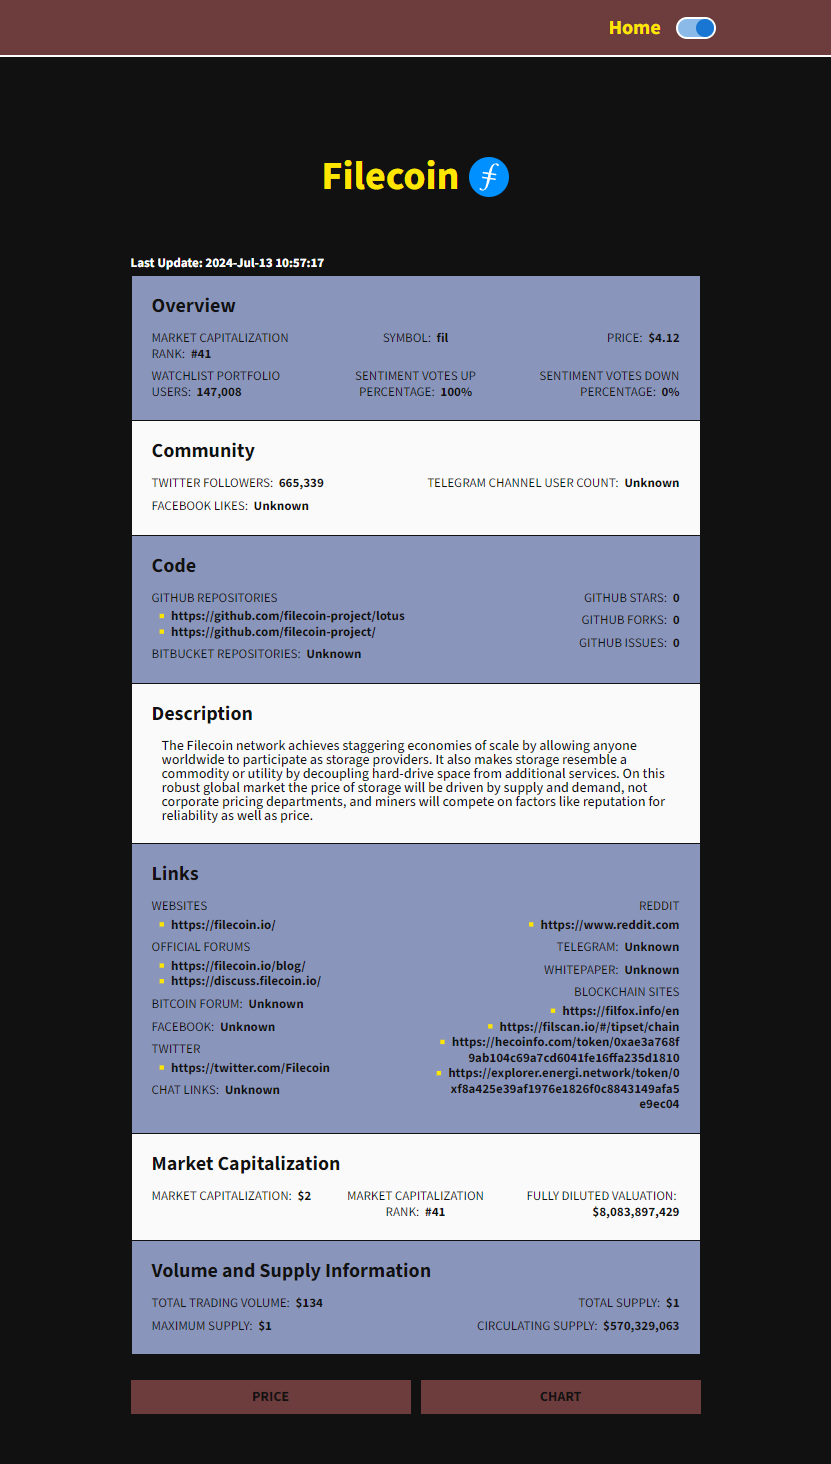 Home
Filecoin
Last Update: 2024-Jul-13 10:57:17
Overview
MARKET CAPITALIZATION
RANK: #41
SYMBOL: fil
PRICE: $4.12
WATCHLIST PORTFOLIO
USERS: 147,008
SENTIMENT VOTES UP
PERCENTAGE: 100%
SENTIMENT VOTES DOWN
PERCENTAGE: 0%
Community
TWITTER FOLLOWERS: 665,339
TELEGRAM CHANNEL USER COUNT: Unknown
FACEBOOK LIKES: Unknown
Code
GITHUB REPOSITORIES
https://github.com/filecoin-project/lotus
https://github.com/filecoin-project/
BITBUCKET REPOSITORIES: Unknown
GITHUB STARS: 0
GITHUB FORKS: 0
GITHUB ISSUES: 0
Description
The Filecoin network achieves staggering economies of scale by allowing anyone
worldwide to participate as storage providers. It also makes storage resemble a
commodity or utility by decoupling hard-drive space from additional services. On this
robust global market the price of storage will be driven by supply and demand, not
corporate pricing departments, and miners will compete on factors like reputation for
reliability as well as price.
Links
WEBSITES
https://filecoin.io/
OFFICIAL FORUMS
https://filecoin.io/blog/
https://discuss.filecoin.io/
BITCOIN FORUM: Unknown
FACEBOOK: Unknown
TWITTER
https://twitter.com/Filecoin
CHAT LINKS: Unknown
REDDIT
https://www.reddit.com
TELEGRAM: Unknown
WHITEPAPER: Unknown
BLOCKCHAIN SITES
https://filfox.info/en
https://filscan.io/#/tipset/chain
https://hecoinfo.com/token/0xae3a768f
9ab104c69a7cd6041fe16ffa235d1810
https://explorer.energi.network/token/0
xf8a425e39af1976e1826f0c8843149afa5
e9ec04
Market Capitalization
MARKET CAPITALIZATION: $2
MARKET CAPITALIZATION
RANK: #41
FULLY DILUTED VALUATION:
$8,083,897,429
Volume and Supply Information
TOTAL TRADING VOLUME: $134
TOTAL SUPPLY: $1
MAXIMUM SUPPLY: $1
CIRCULATING SUPPLY: $570,329,063
PRICE
CHART